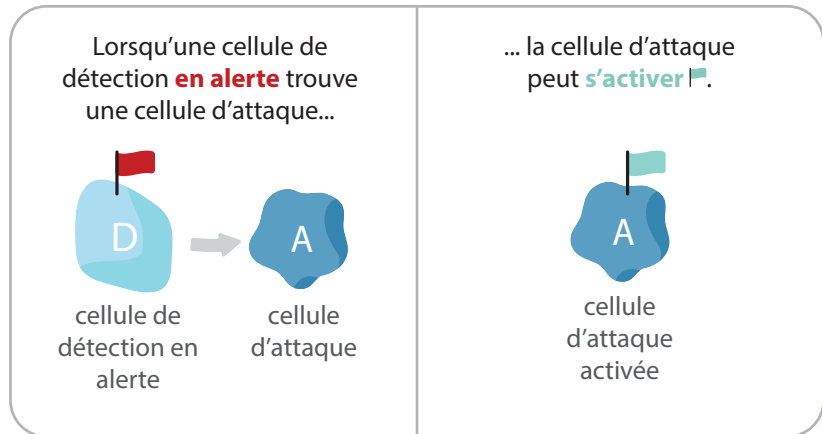 Lorsqu’une cellule de
détection en alerte trouve
une cellule d’attaque...
D
A
cellule de
détection en
alerte
cellule
d’attaque
... la cellule d’attaque
peut s’activer .
A
cellule
d’attaque
activée